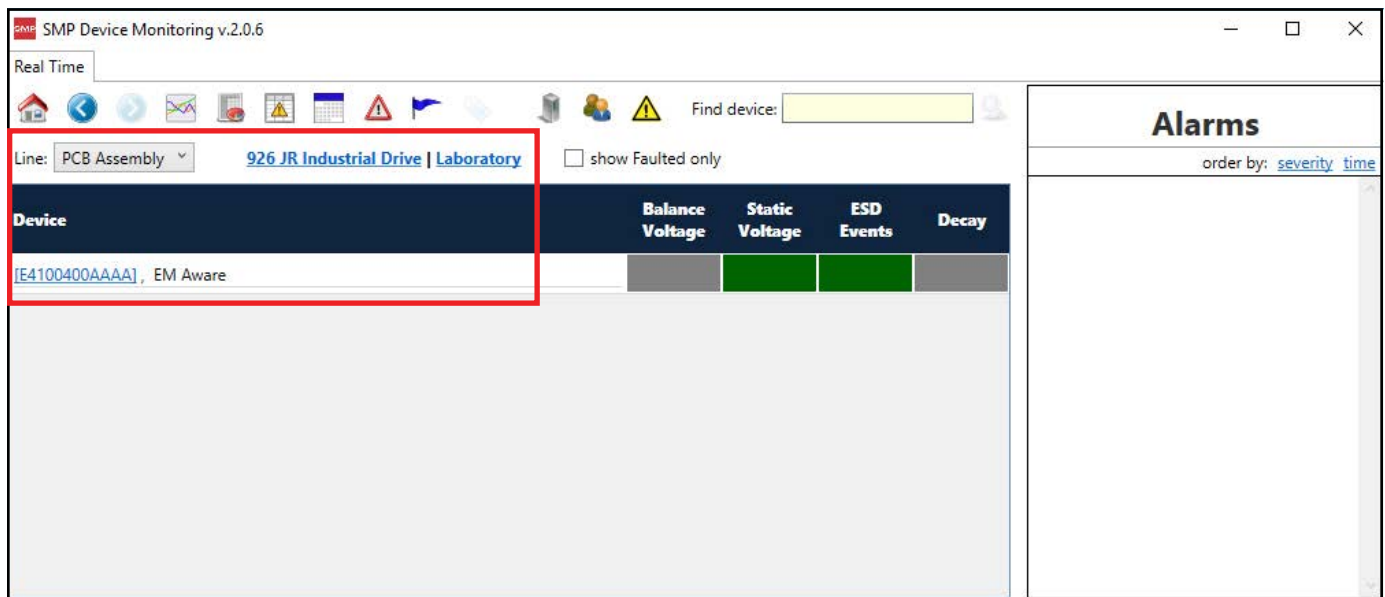 SMP SMP Device Monitoring v.2.0.6
Real Time
Find device:
Line: PCB Assembly 926 JR Industrial Drive | Laboratory show Faulted only
Device Balance Voltage Static Voltage ESD Events Decay
[E4100400AAAA] , EM Aware
Alarms
order by: severity time